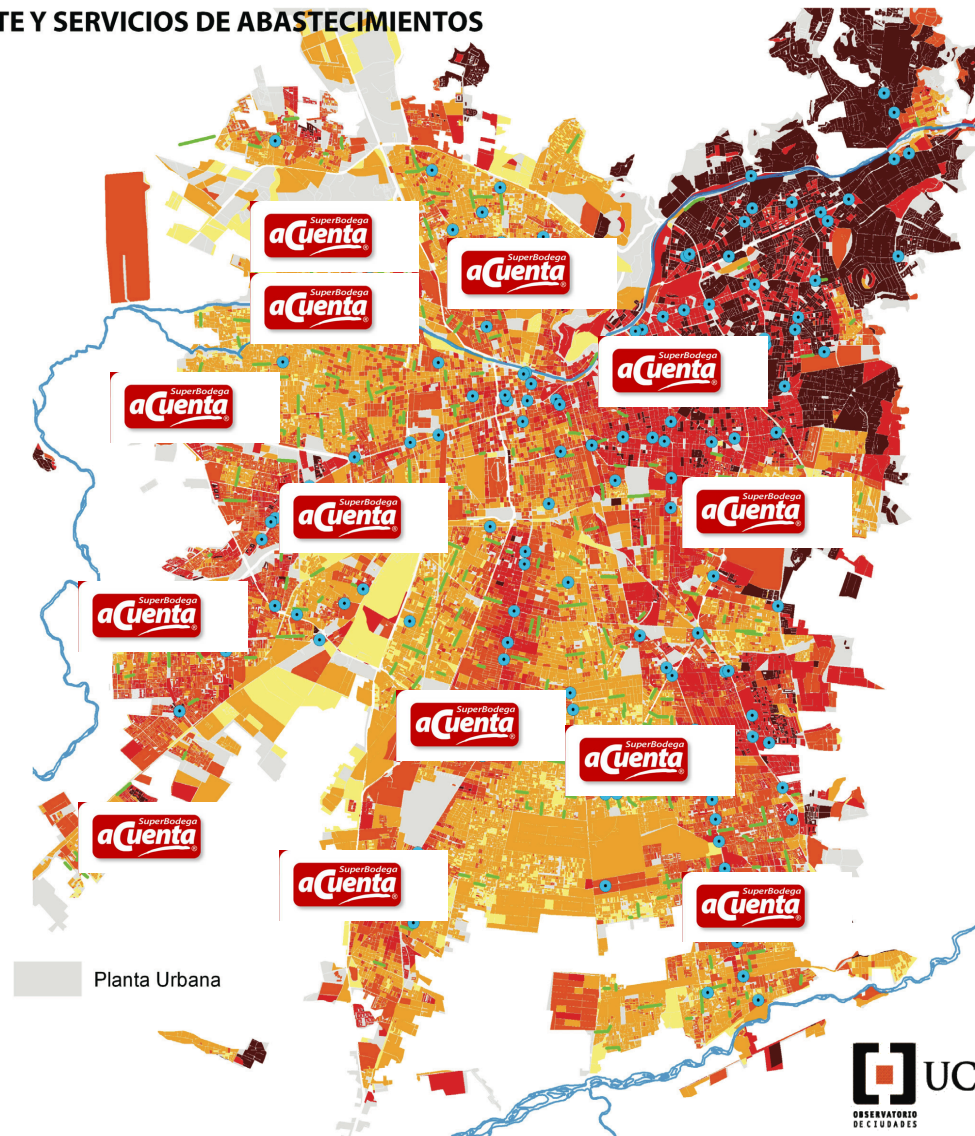 TE Y SERVICIOS DE ABASTECIMIENTOS
SuperBodega
aCuenta®
SuperBodega
aCuenta®
SuperBodega
aCuenta®
SuperBodega
aCuenta®
SuperBodega
aCuenta®
SuperBodega
aCuenta®
SuperBodega
aCuenta®
SuperBodega
aCuenta®
SuperBodega
aCuenta®
SuperBodega
aCuenta®
SuperBodega
aCuenta®
SuperBodega
aCuenta®
SuperBodega
aCuenta®
Planta Urbana
UC
OBSERVATORIO
DE CIUDADES